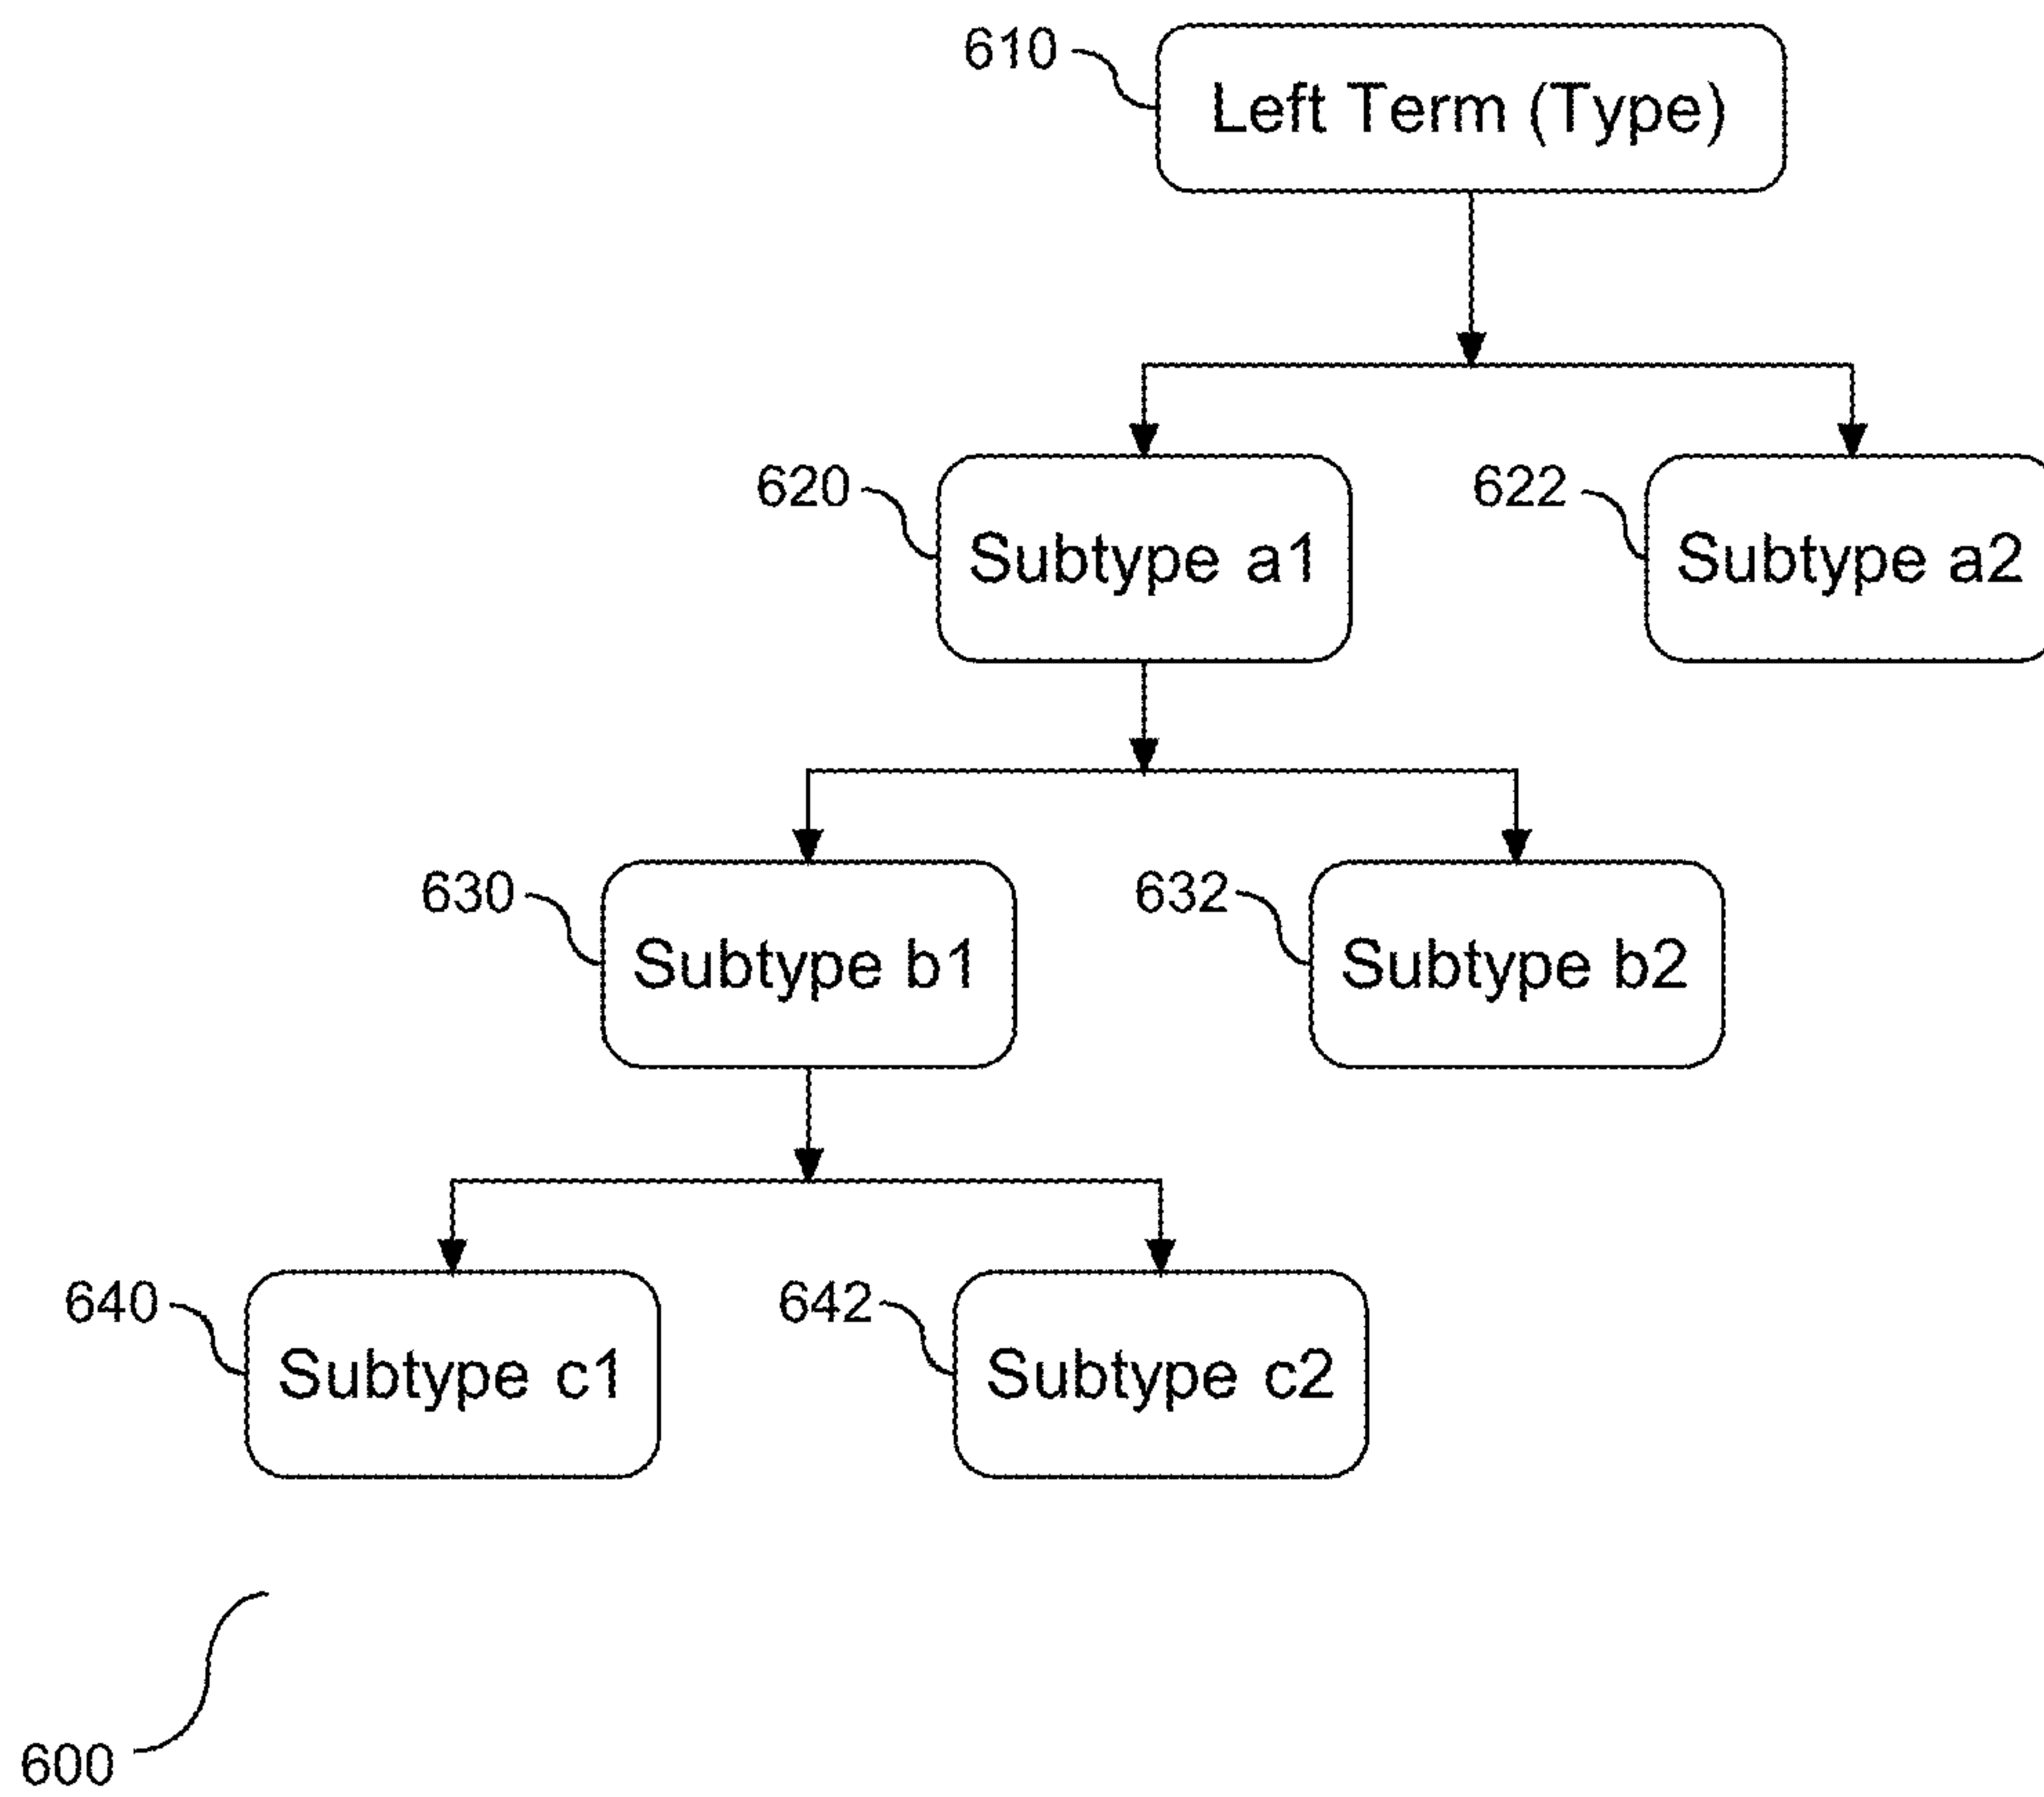 610
Left Term (Type)
620
Subtype a1
622
Subtype a2
630
Subtype b1
632
Subtype b2
640
Subtype c1
642
Subtype c2
600